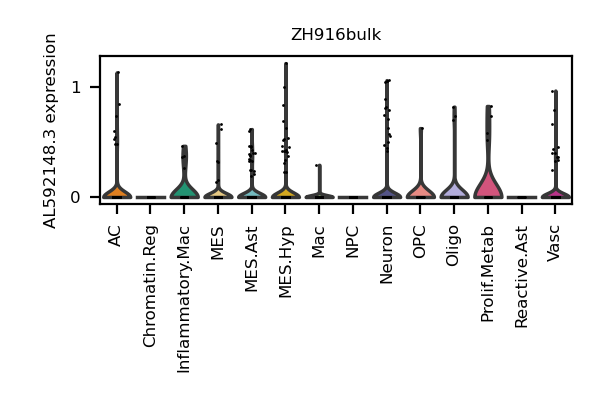 ZH916bulk
AL592148.3 expression
1
0
AC
Chromatin.Reg
Inflammatory.Mac
MES
MES.Ast
MES.Hyp
Mac
NPC
Neuron
OPC
Oligo
Prolif.Metab
Reactive.Ast
Vasc